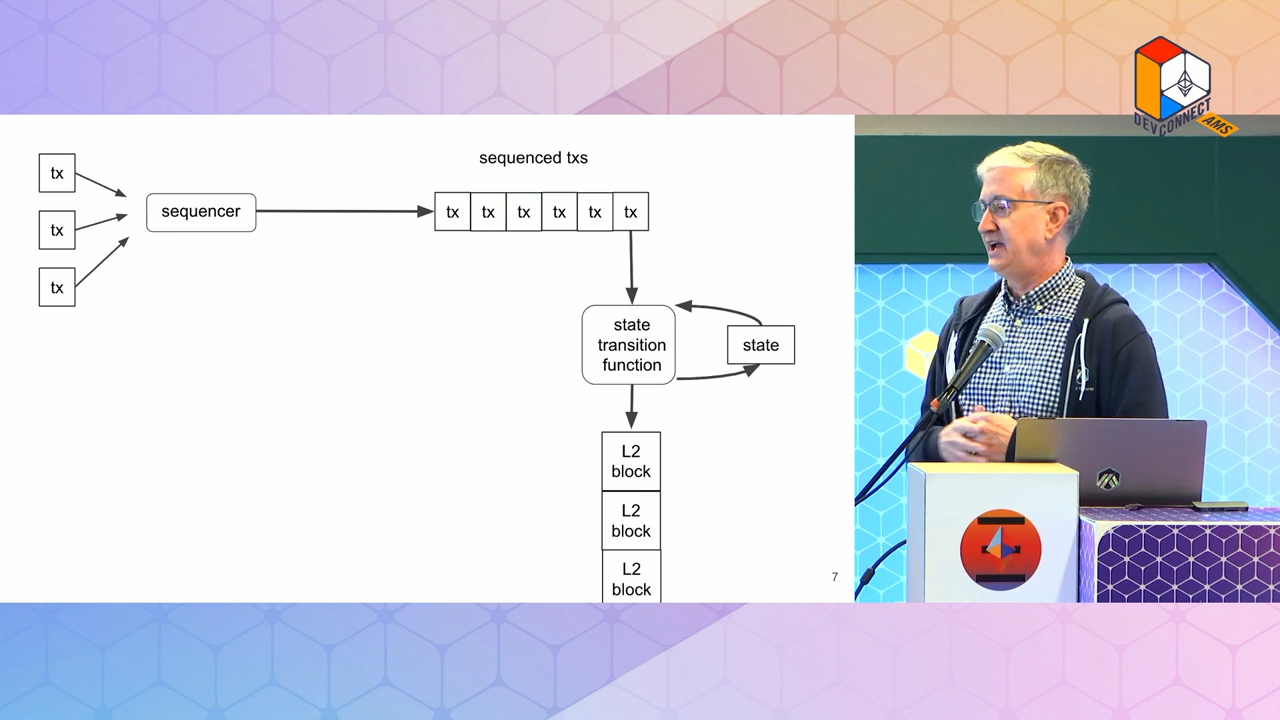 DEVCONNECT
AMS
sequenced txs
tx
sequencer
tx
tx
tx
tx
tx
tx
tx
tx
state
transition
function
state
L2
block
L2
block
L2
block
7